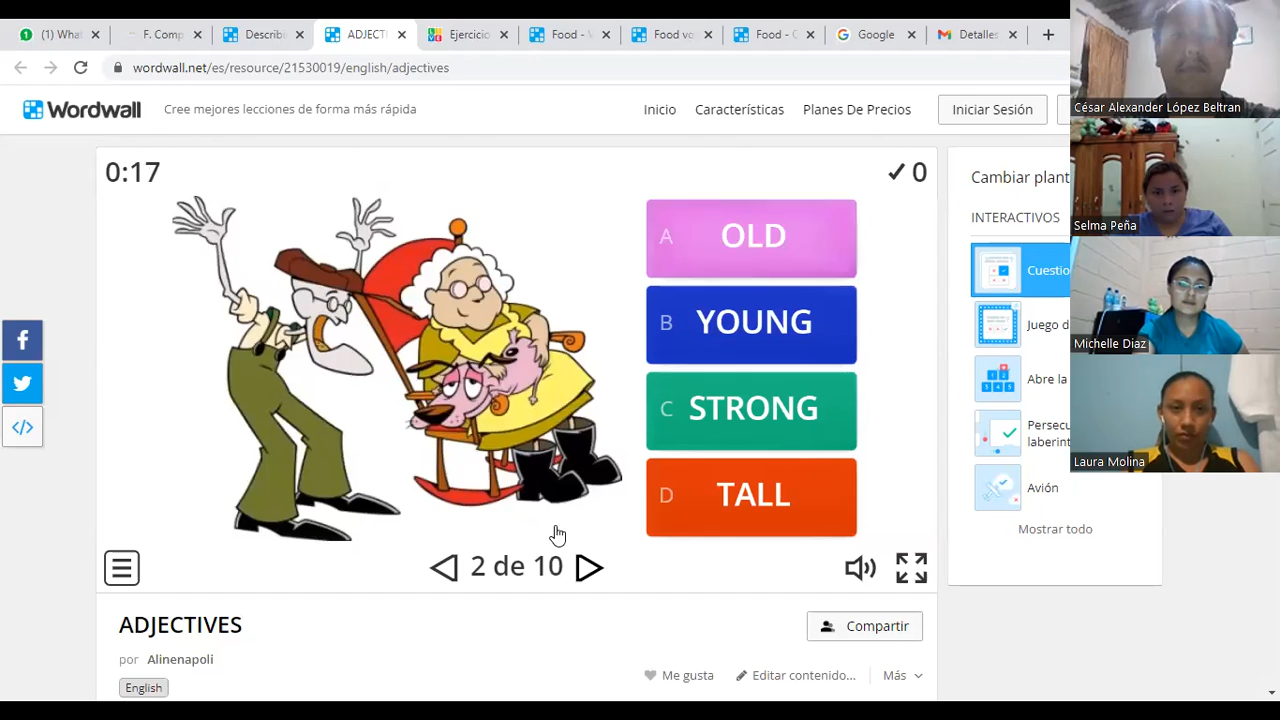 (1) What
F. Comp
Describ
ADJECTI
Ejercicio
Food - M
Food vo
Food - G
Google
Detalles
wordwall.net/es/resource/21530019/english/adjectives
Wordwall
Cree mejores lecciones de forma más rápida
Inicio
Características
Planes De Precios
Iniciar Sesión
0:17
0
A OLD
B YOUNG
C STRONG
D TALL
2 de 10
ADJECTIVES
por Alinenapoli
English
Compartir
Me gusta
Editar contenido...
Más
Cambiar plant
INTERACTIVOS
Cuestio
Juego d
Abre la
Persecu
laberint
Avión
Mostrar todo
César Alexander López Beltran
Selma Peña
Michelle Diaz
Laura Molina